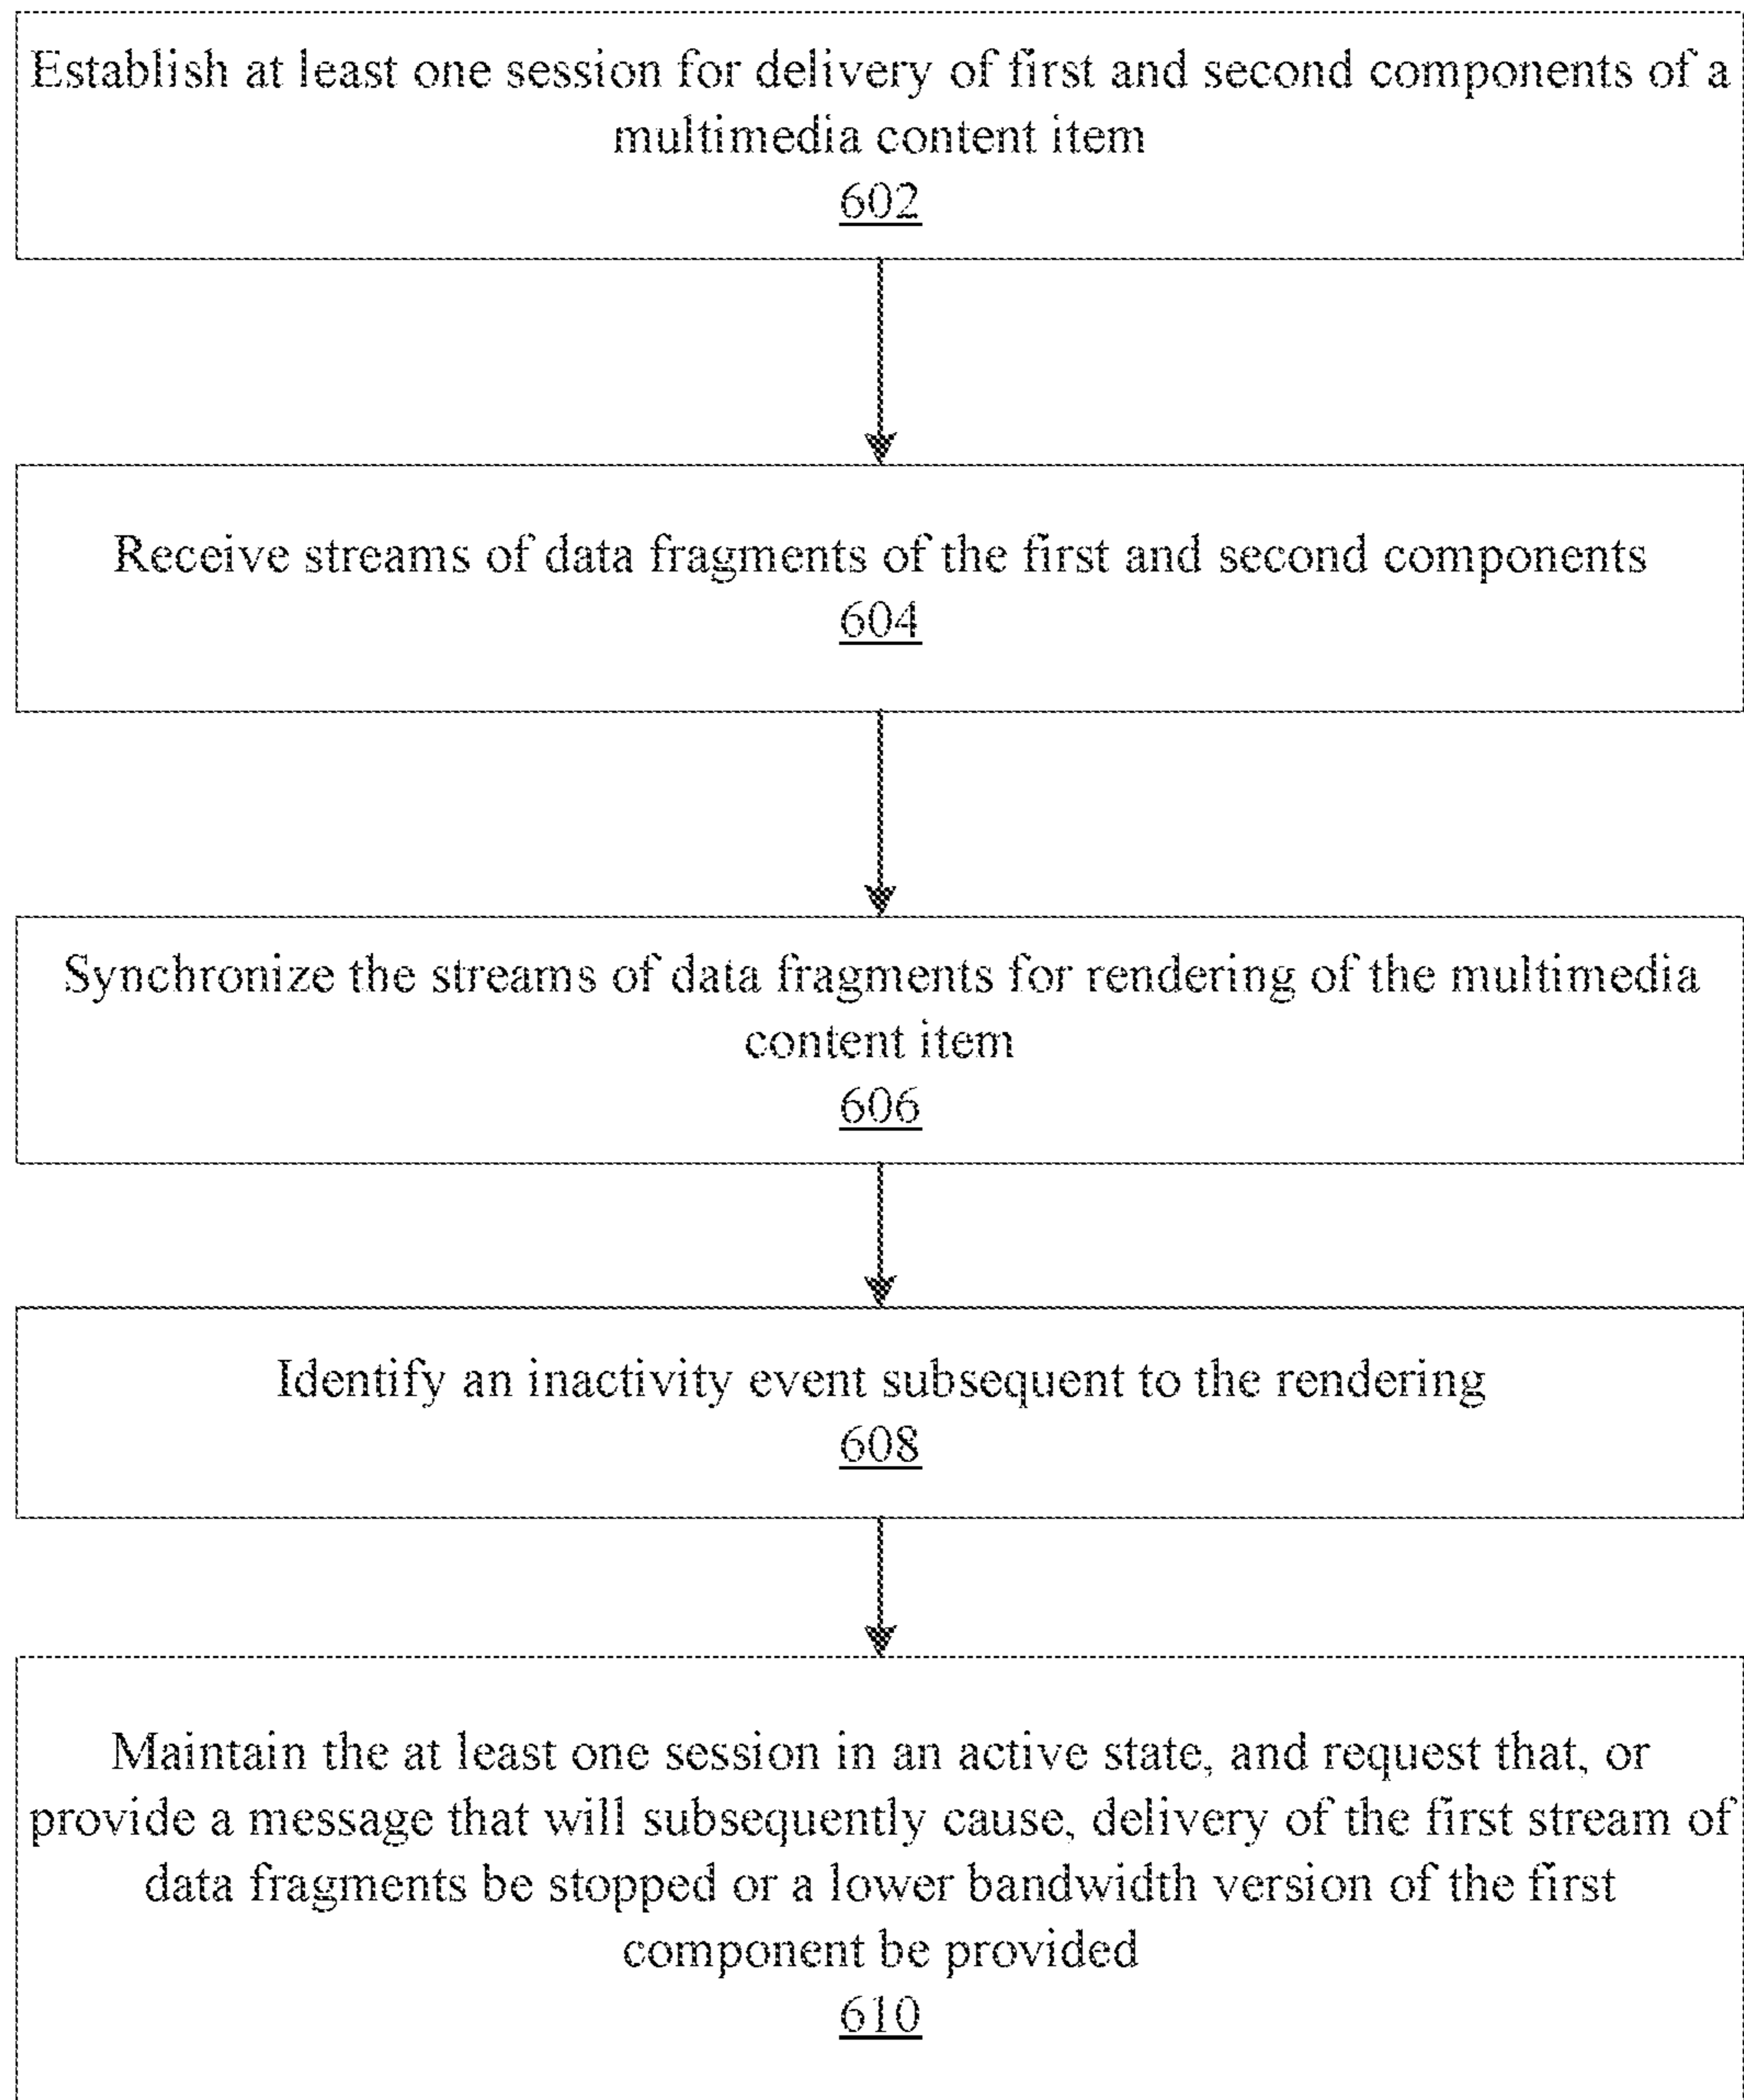 Establish at least one session for delivery of first and second components of a
multimedia content item
602
Receive streams of data fragments of the first and second components
604
Synchronize the streams of data fragments for rendering of the multimedia
content item
606
Identify an inactivity event subsequent to the rendering
608
Maintain the at least one session in an active state, and request that, or
provide a message that will subsequently cause, delivery of the first stream of
data fragments be stopped or a lower bandwidth version of the first
component be provided
610